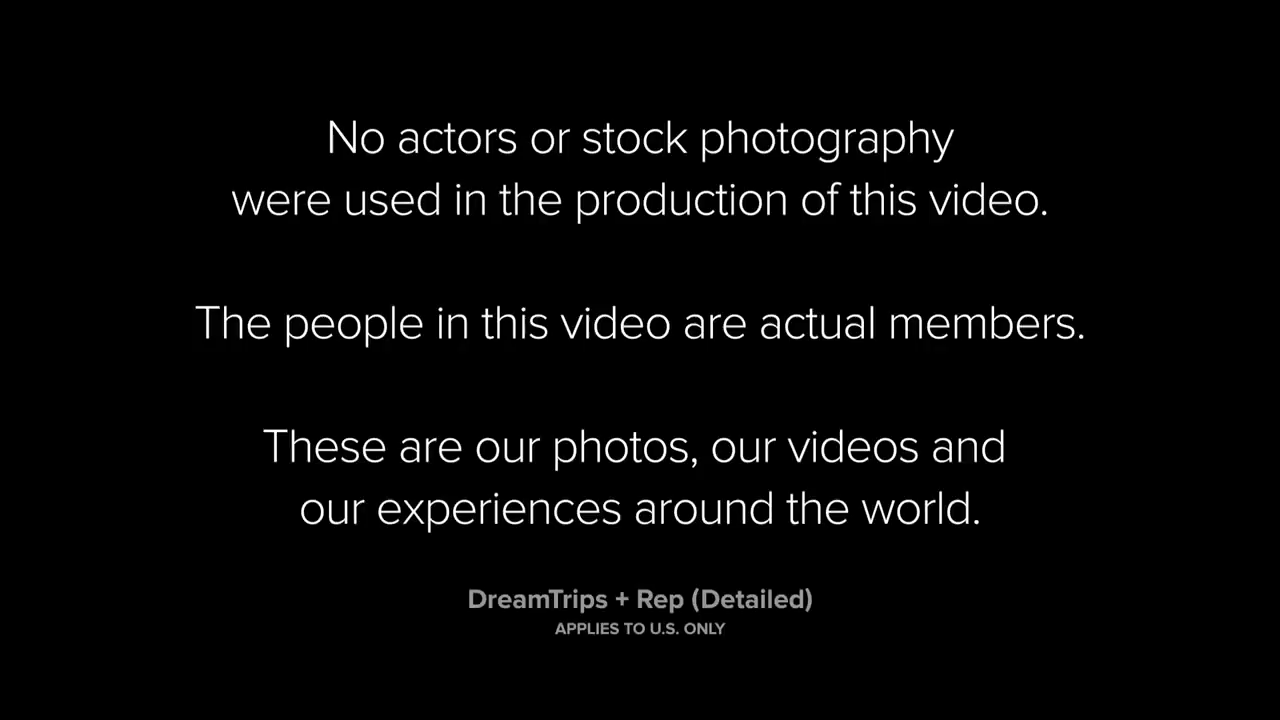 No actors or stock photography
were used in the production of this video.
The people in this video are actual members.
These are our photos, our videos and
our experiences around the world.
DreamTrips + Rep (Detailed)
APPLIES TO U.S. ONLY